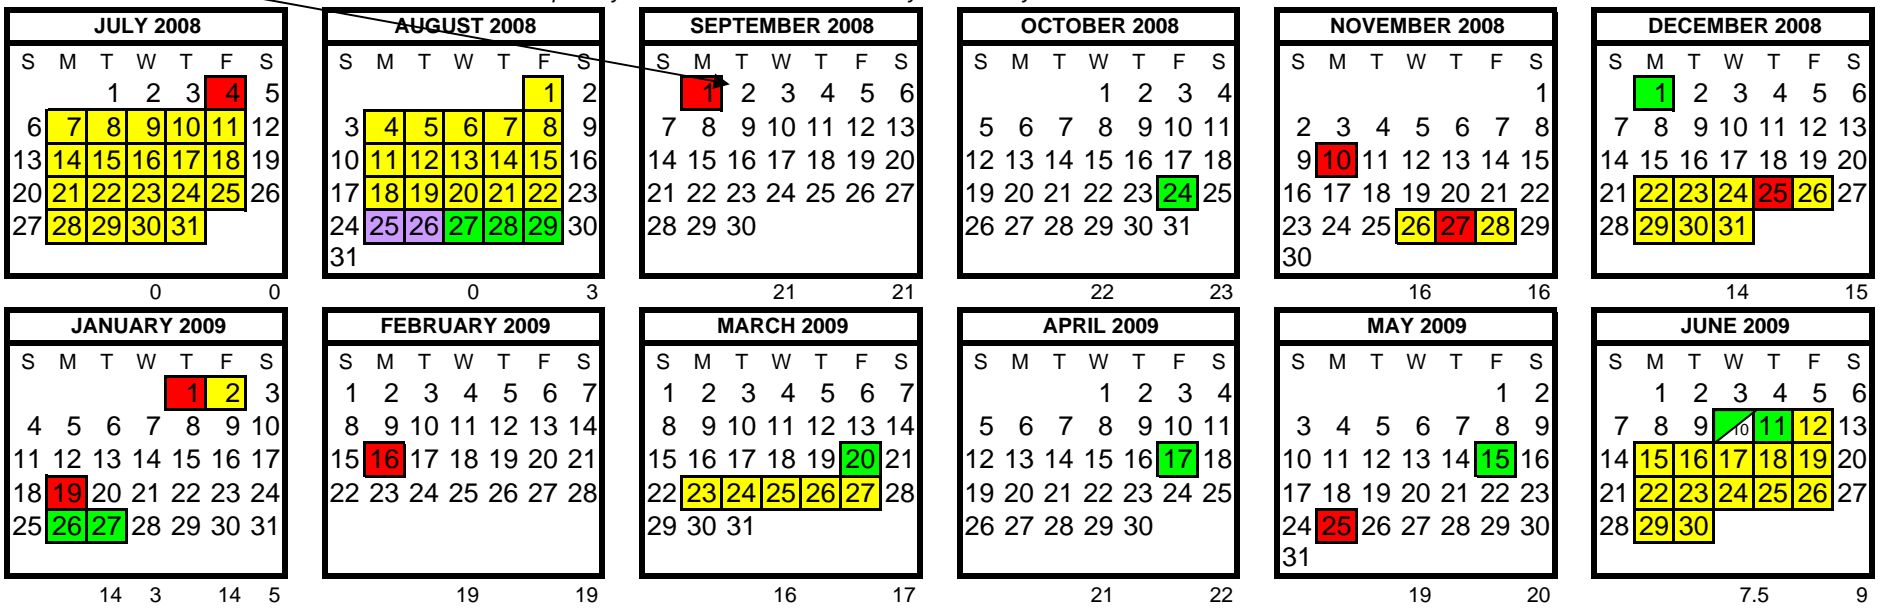 JULY 2008
S M T W T F S
1 2 3 4 5
6 7 8 9 10 11 12
13 14 15 16 17 18 19
20 21 22 23 24 25 26
27 28 29 30 31
0 0
AUGUST 2008
S M T W T F S
1 2
3 4 5 6 7 8 9
10 11 12 13 14 15 16
17 18 19 20 21 22 23
24 25 26 27 28 29 30
31
0 3
SEPTEMBER 2008
S M T W T F S
1 2 3 4 5 6
7 8 9 10 11 12 13
14 15 16 17 18 19 20
21 22 23 24 25 26 27
28 29 30
21 21
OCTOBER 2008
S M T W T F S
1 2 3 4
5 6 7 8 9 10 11
12 13 14 15 16 17 18
19 20 21 22 23 24 25
26 27 28 29 30 31
22 23
NOVEMBER 2008
S M T W T F S
1
2 3 4 5 6 7 8
9 10 11 12 13 14 15
16 17 18 19 20 21 22
23 24 25 26 27 28 29
30
16 16
DECEMBER 2008
S M T W T F S
1 2 3 4 5 6
7 8 9 10 11 12 13
14 15 16 17 18 19 20
21 22 23 24 25 26 27
28 29 30 31
14 15
JANUARY 2009
S M T W T F S
1 2 3
4 5 6 7 8 9 10
11 12 13 14 15 16 17
18 19 20 21 22 23 24
25 26 27 28 29 30 31
14 3 14 5
FEBRUARY 2009
S M T W T F S
1 2 3 4 5 6 7
8 9 10 11 12 13 14
15 16 17 18 19 20 21
22 23 24 25 26 27 28
19 19
MARCH 2009
S M T W T F S
1 2 3 4 5 6 7
8 9 10 11 12 13 14
15 16 17 18 19 20 21
22 23 24 25 26 27 28
29 30 31
16 17
APRIL 2009
S M T W T F S
1 2 3 4
5 6 7 8 9 10 11
12 13 14 15 16 17 18
19 20 21 22 23 24 25
26 27 28 29 30
21 22
MAY 2009
S M T W T F S
1 2
3 4 5 6 7 8 9
10 11 12 13 14 15 16
17 18 19 20 21 22 23
24 25 26 27 28 29 30
31
19 20
JUNE 2009
S M T W T F S
1 2 3 4 5 6
7 8 9 10 11 12 13
14 15 16 17 18 19 20
21 22 23 24 25 26 27
28 29 30
7.5 9